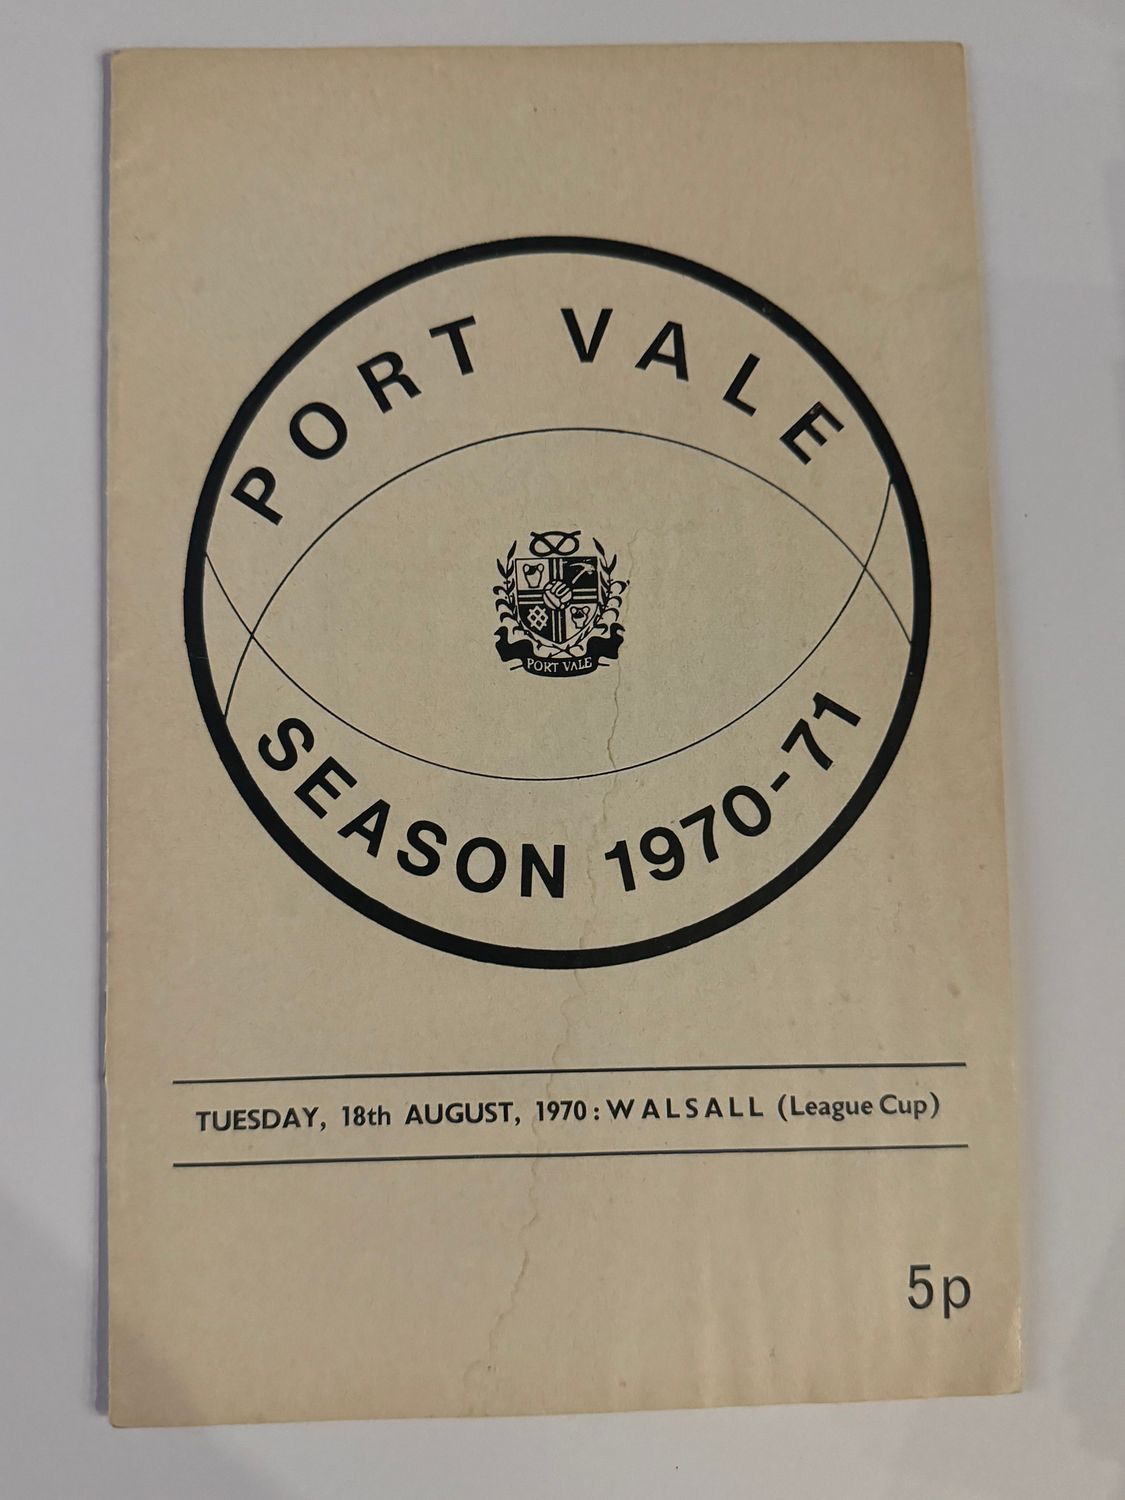 PORT VALE
PORT VALE
SEASON 1970-71
TUESDAY, 18th AUGUST, 1970: WALSALL (League Cup)
5p